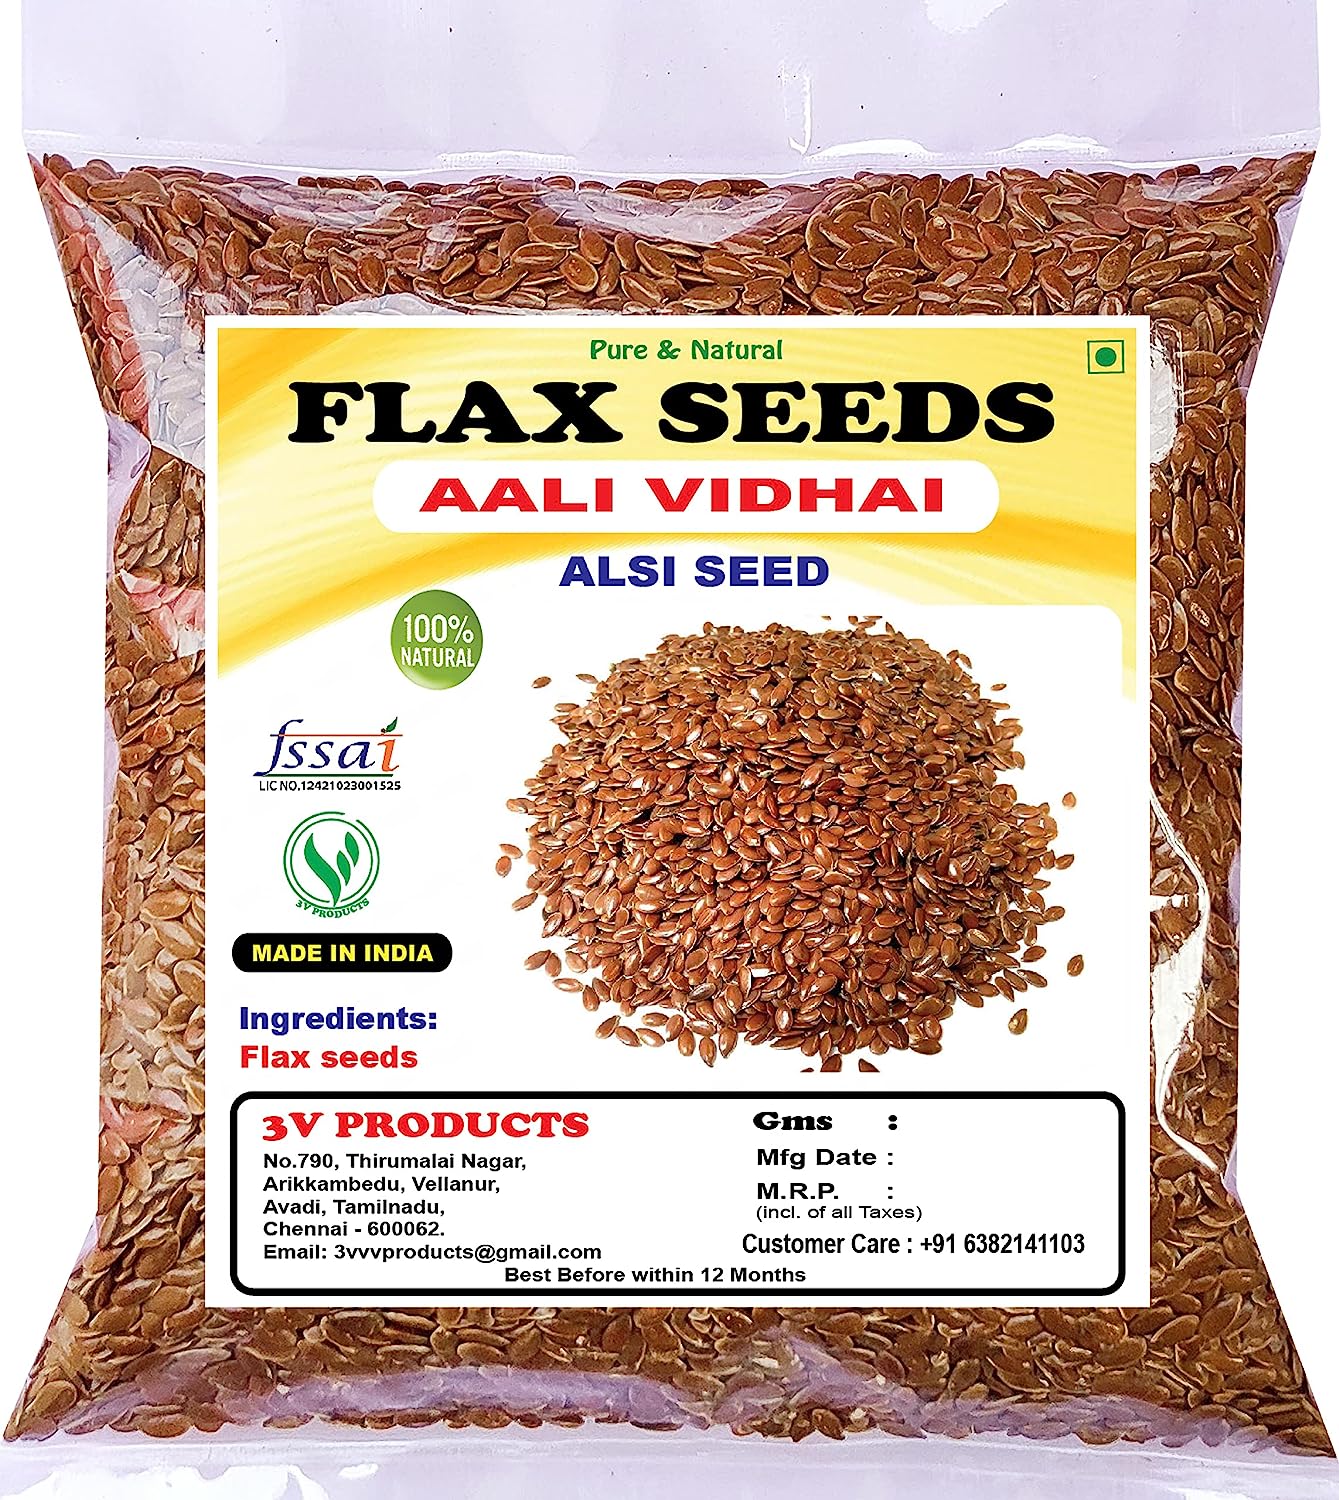 Pure & Natural
FLAX SEEDS
AALI VIDHAI
ALSI SEED
100%
NATURAL
fssai
LIC NO.12421023001525
3V PRODUCTS
MADE IN INDIA
Ingredients:
Flax seeds
3V PRODUCTS
No.790, Thirumalai Nagar,
Arikkambedu, Vellanur,
Avadi, Tamilnadu,
Chennai - 600062.
Email: 3vvvproducts@gmail.com
Gms :
Mfg Date :
M.R.P. :
(incl. of all Taxes)
Customer Care : +91 6382141103
Best Before within 12 Months